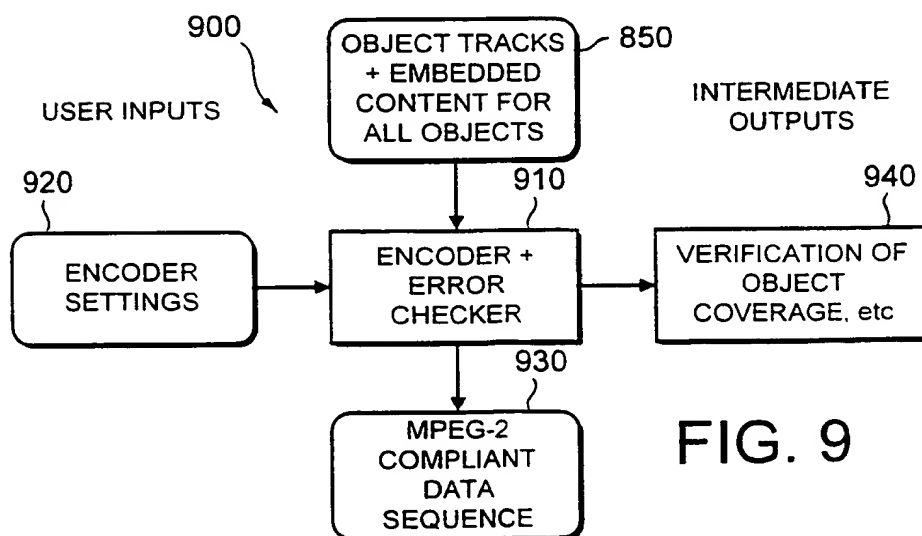 900
OBJECT TRACKS
+ EMBEDDED
CONTENT FOR
ALL OBJECTS
850
USER INPUTS
INTERMEDIATE
OUTPUTS
920
ENCODER
SETTINGS
910
ENCODER +
ERROR
CHECKER
940
VERIFICATION OF
OBJECT
COVERAGE, etc
930
MPEG-2
COMPLIANT
DATA
SEQUENCE
FIG. 9